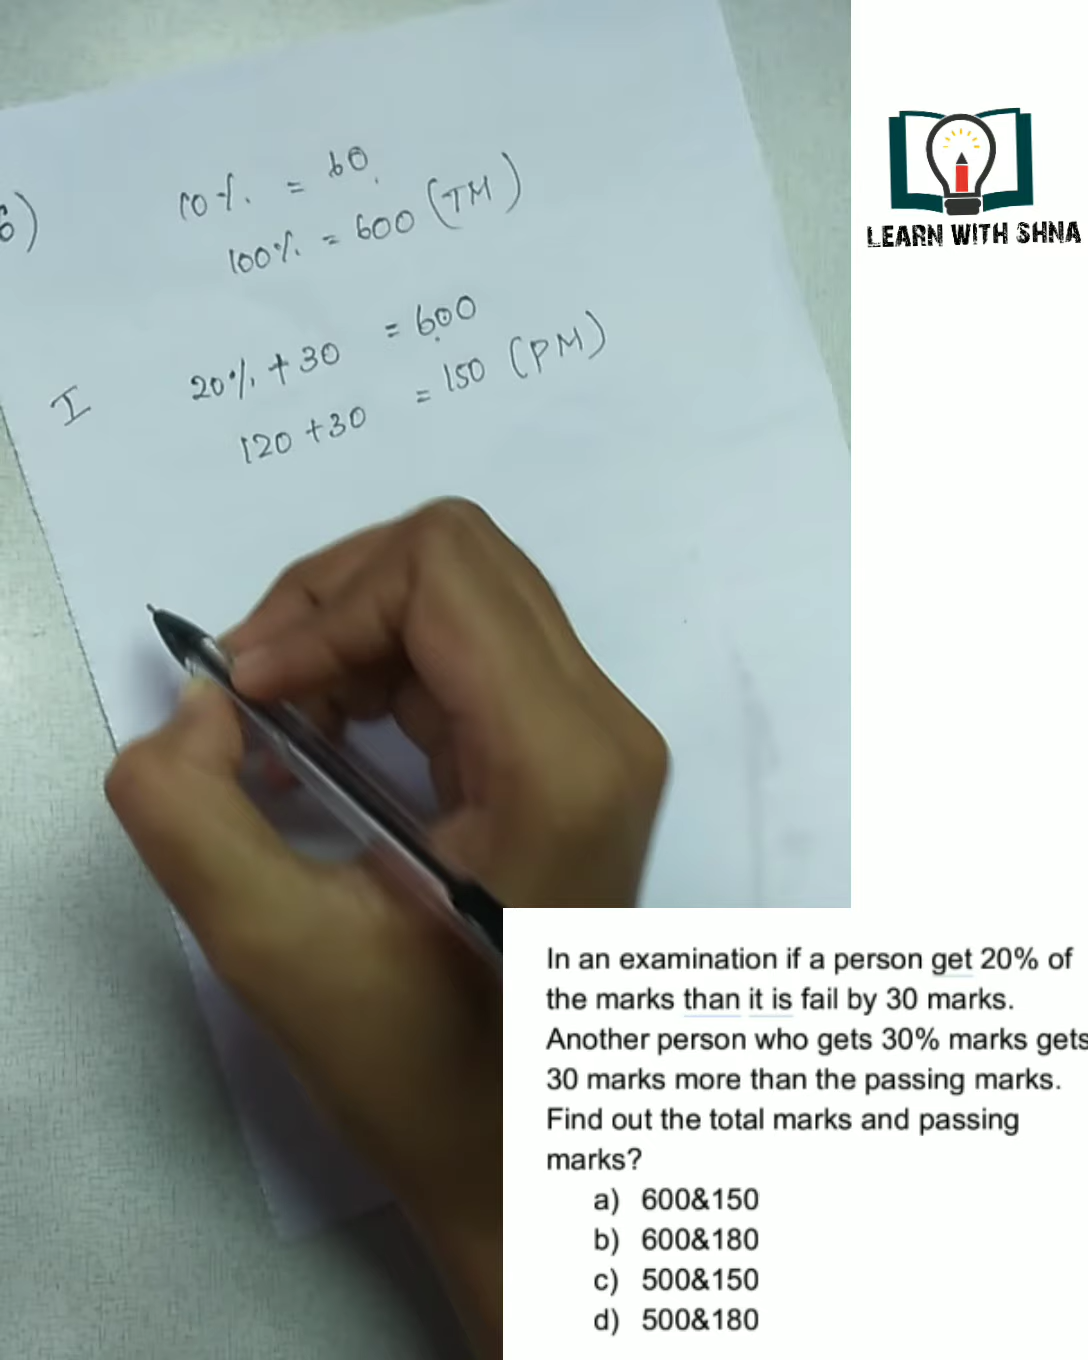 6)
10% = 60
100% = 600 (TM)
I 20% + 30 = 600
120 + 30 = 150 (PM)
LEARN WITH SHNA
In an examination if a person get 20% of
the marks than it is fail by 30 marks.
Another person who gets 30% marks gets
30 marks more than the passing marks.
Find out the total marks and passing
marks?
a) 600&150
b) 600&180
c) 500&150
d) 500&180